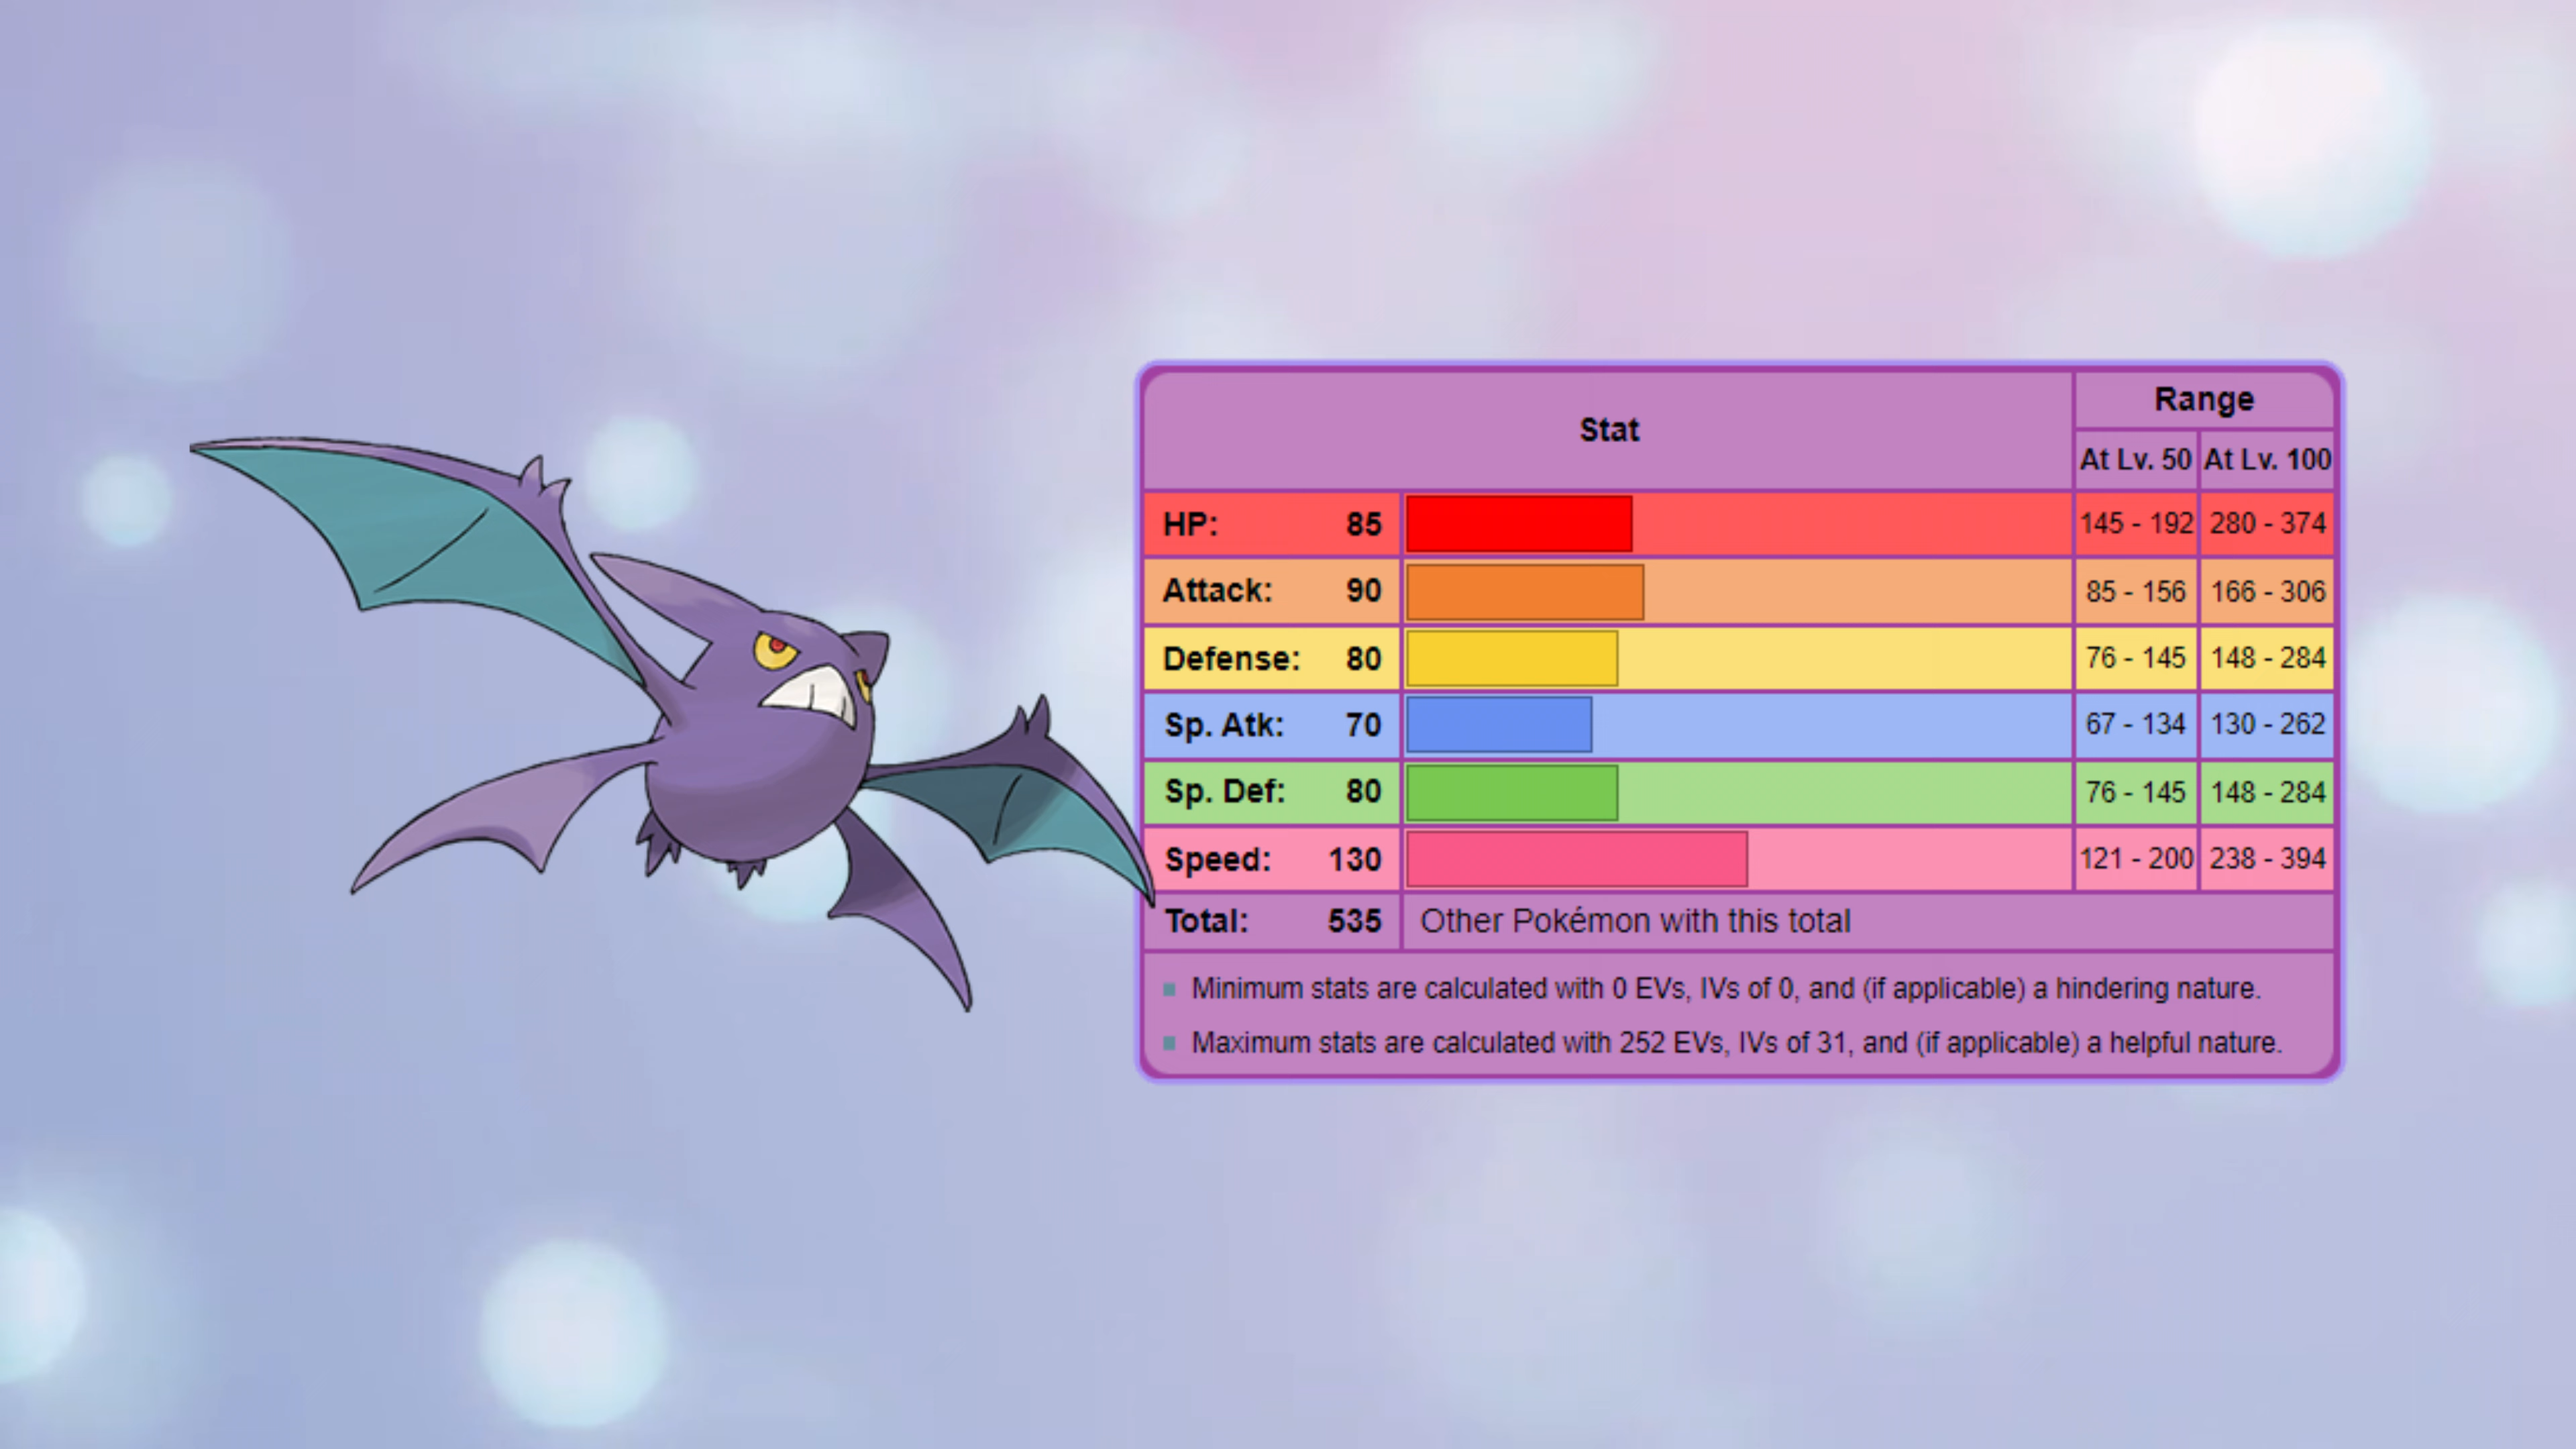 Stat Range
At Lv. 50 At Lv. 100
HP: 85 145 - 192 280 - 374
Attack: 90 85 - 156 166 - 306
Defense: 80 76 - 145 148 - 284
Sp. Atk: 70 67 - 134 130 - 262
Sp. Def: 80 76 - 145 148 - 284
Speed: 130 121 - 200 238 - 394
Total: 535 Other Pokémon with this total
Minimum stats are calculated with 0 EVs, IVs of 0, and (if applicable) a hindering nature.
Maximum stats are calculated with 252 EVs, IVs of 31, and (if applicable) a helpful nature.